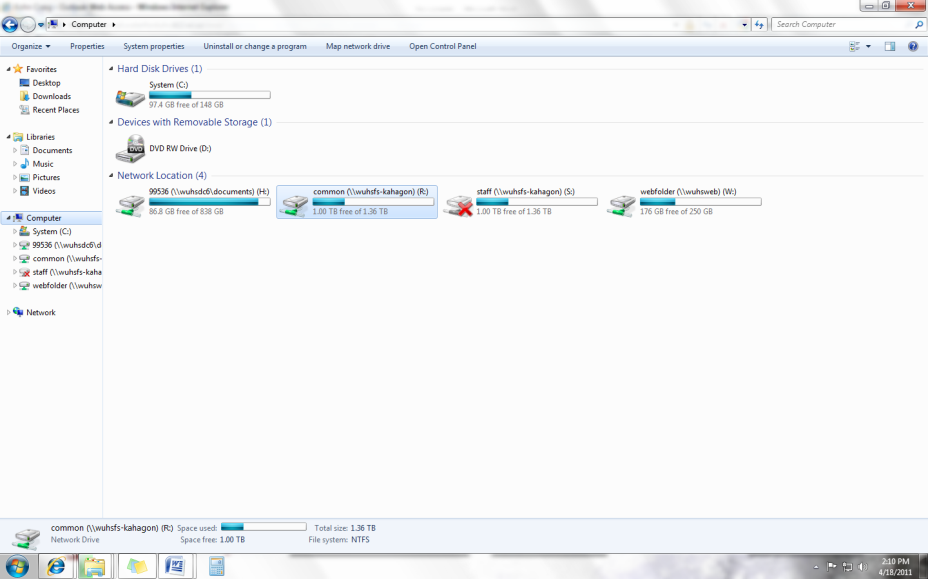 Computer
Search Computer
Organize Properties System properties Uninstall or change a program Map network drive Open Control Panel
Favorites
Desktop
Downloads
Recent Places
Libraries
Documents
Music
Pictures
Videos
Computer
System (C:)
99536 (\\wuhsdc6\d
common (\\wuhsfs-
staff (\\wuhsfs-kaha
webfolder (\\wuhsw
Network
Hard Disk Drives (1)
System (C:)
97.4 GB free of 148 GB
Devices with Removable Storage (1)
DVD
DVD RW Drive (D:)
Network Location (4)
99536 (\\wuhsdc6\documents) (H:)
86.8 GB free of 838 GB
common (\\wuhsfs-kahagon) (R:)
1.00 TB free of 1.36 TB
staff (\\wuhsfs-kahagon) (S:)
1.00 TB free of 1.36 TB
webfolder (\\wuhsweb) (W:)
176 GB free of 250 GB
common (\\wuhsfs-kahagon) (R:) Space used: Total size: 1.36 TB
Network Drive Space free: 1.00 TB File system: NTFS
2:10 PM
4/18/2011